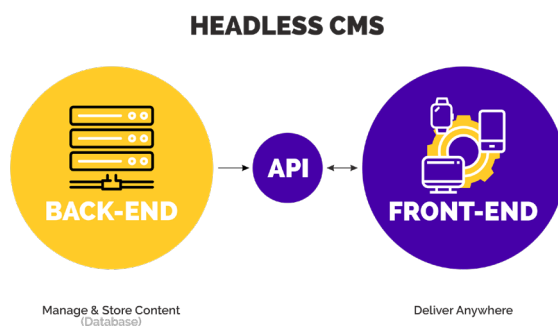 HEADLESS CMS
BACK-END
API
FRONT-END
Manage & Store Content
(Database)
Deliver Anywhere